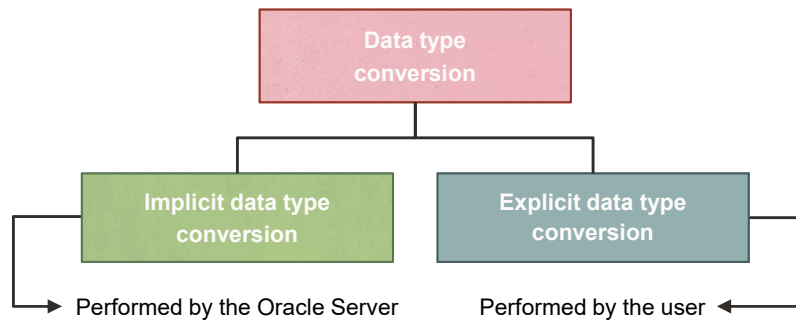 Data type
conversion
Implicit data type
conversion
Explicit data type
conversion
Performed by the Oracle Server
Performed by the user